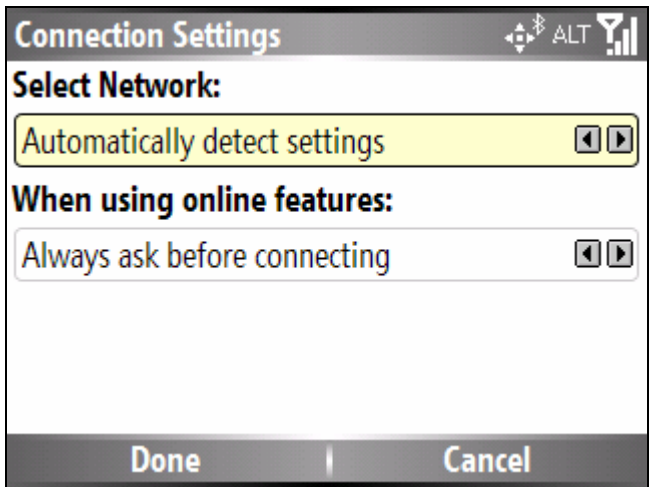 Connection Settings ALT
Select Network:
Automatically detect settings
When using online features:
Always ask before connecting
Done Cancel